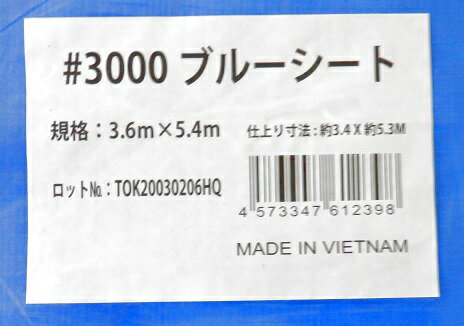 #3000 ブルーシート
規格：3.6m×5.4m 仕上り寸法：約3.4 X 約5.3M
ロット№：TOK20030206HQ
4 573347 612398
MADE IN VIETNAM